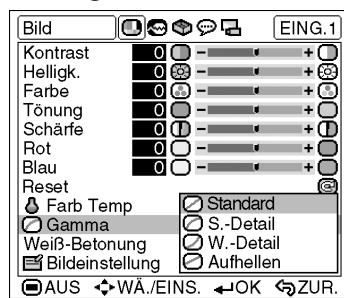 Bild EING.1
Kontrast 0 - +
Helligk. 0 - +
Farbe 0 - +
Tönung 0 - +
Schärfe 0 - +
Rot 0 - +
Blau 0 - +
Reset
Farb Temp Standard
Gamma S.-Detail
Weiß-Betonung W.-Detail
Bildeinstellung Aufhellen
AUS WÄ./EINS. OK ZUR.